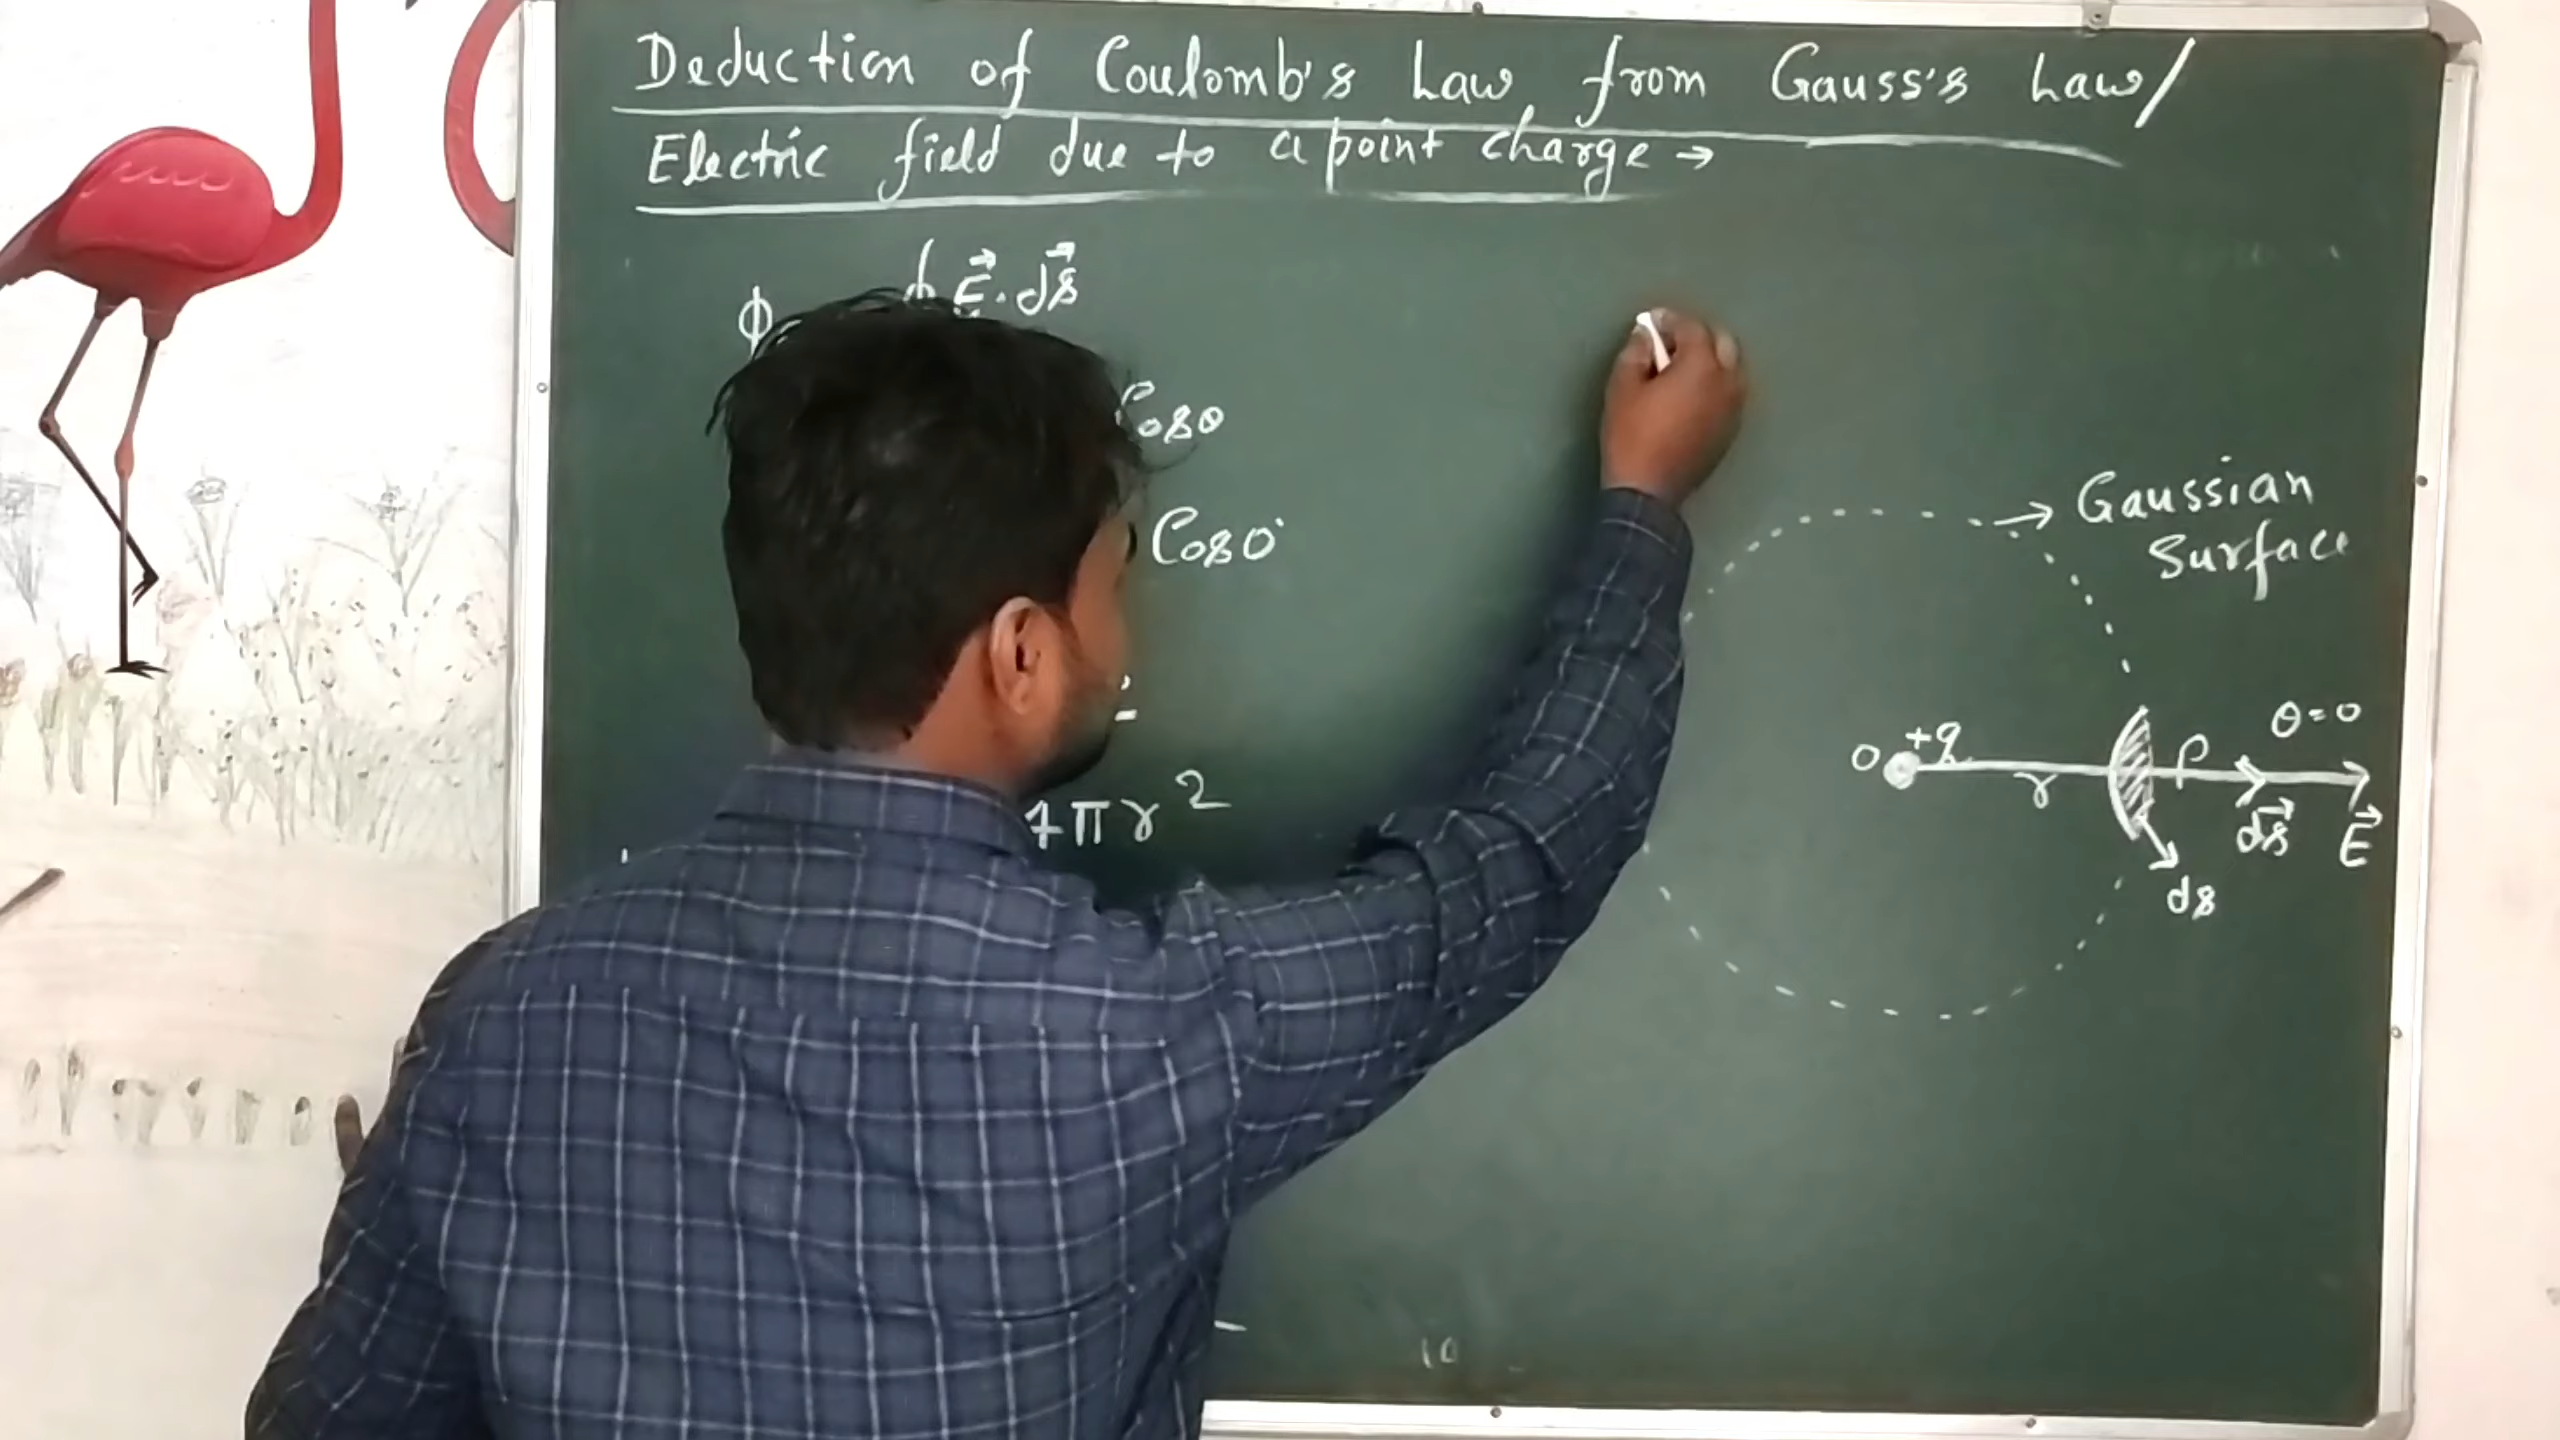 Deduction of Coulomb's Law from Gauss's Law/
Electric field due to a point charge →
ϕ ∮ E⃗ . ds⃗
Cosθ
Cos0°
4πr²
→ Gaussian
Surface
O +q r P θ=0
ds⃗ E⃗
ds